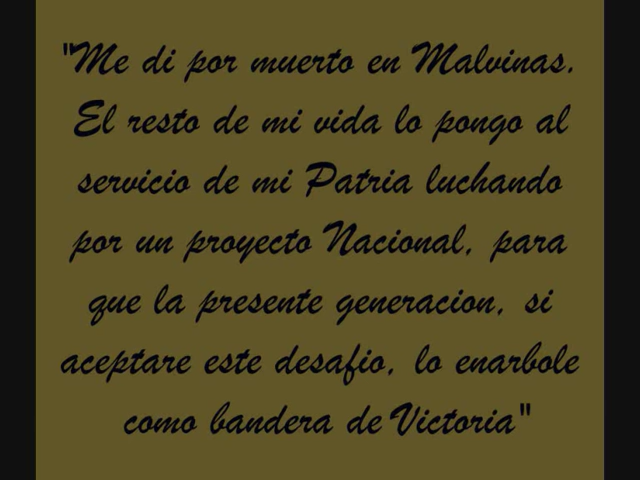 "Me di por muerto en Malvinas.
El resto de mi vida lo pongo al
servicio de mi Patria luchando
por un proyecto Nacional, para
que la presente generacion, si
aceptare este desafio, lo enarbole
como bandera de Victoria"